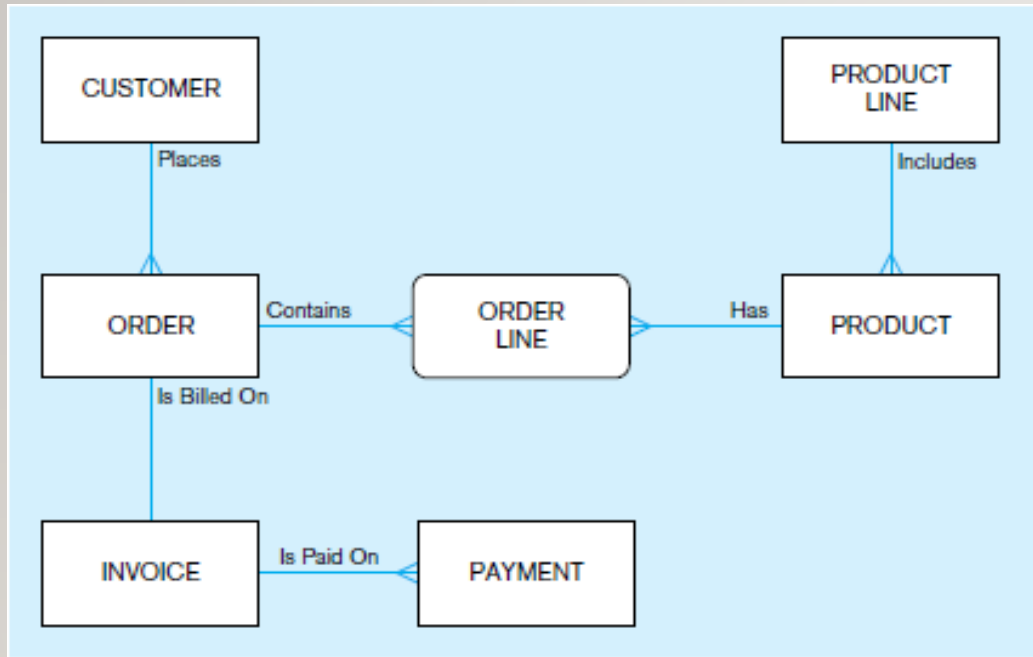 CUSTOMER
PRODUCT
LINE
Places
Includes
ORDER
Contains
ORDER
LINE
Has
PRODUCT
Is Billed On
INVOICE
Is Paid On
PAYMENT